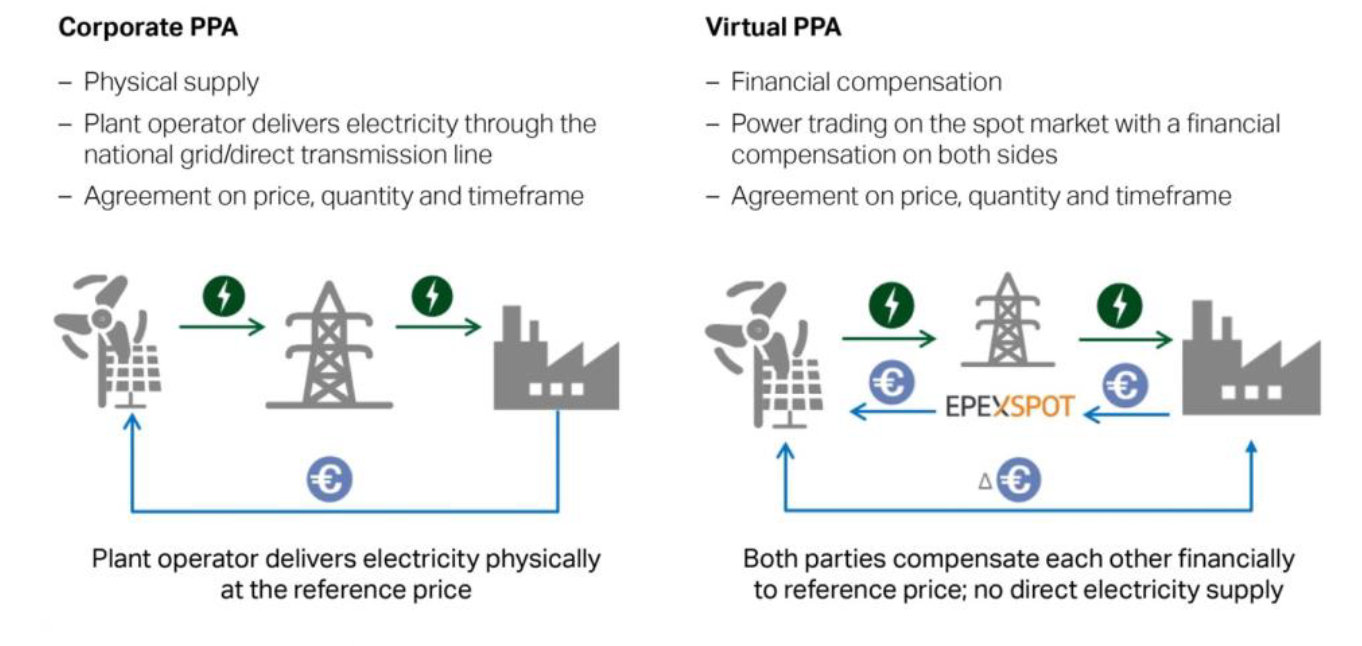 Corporate PPA
– Physical supply
– Plant operator delivers electricity through the
national grid/direct transmission line
– Agreement on price, quantity and timeframe
€
Plant operator delivers electricity physically
at the reference price
Virtual PPA
– Financial compensation
– Power trading on the spot market with a financial
compensation on both sides
– Agreement on price, quantity and timeframe
€ €
EPEXSPOT
Δ €
Both parties compensate each other financially
to reference price; no direct electricity supply